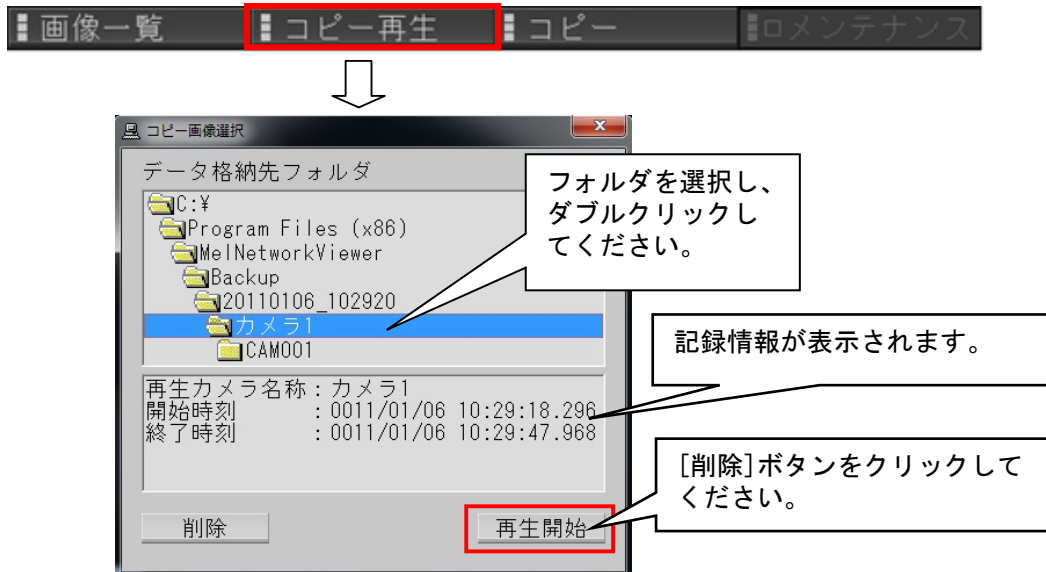 画像一覧
コピー再生
コピー
ロメンテナンス
コピー画像選択
データ格納先フォルダ
C:¥
Program Files (x86)
MelNetworkViewer
Backup
20110106_102920
カメラ1
CAM001
フォルダを選択し、
ダブルクリックし
てください。
再生カメラ名称：カメラ1
開始時刻　　　：0011/01/06 10:29:18.296
終了時刻　　　：0011/01/06 10:29:47.968
記録情報が表示されます。
[削除]ボタンをクリックして
ください。
削除
再生開始